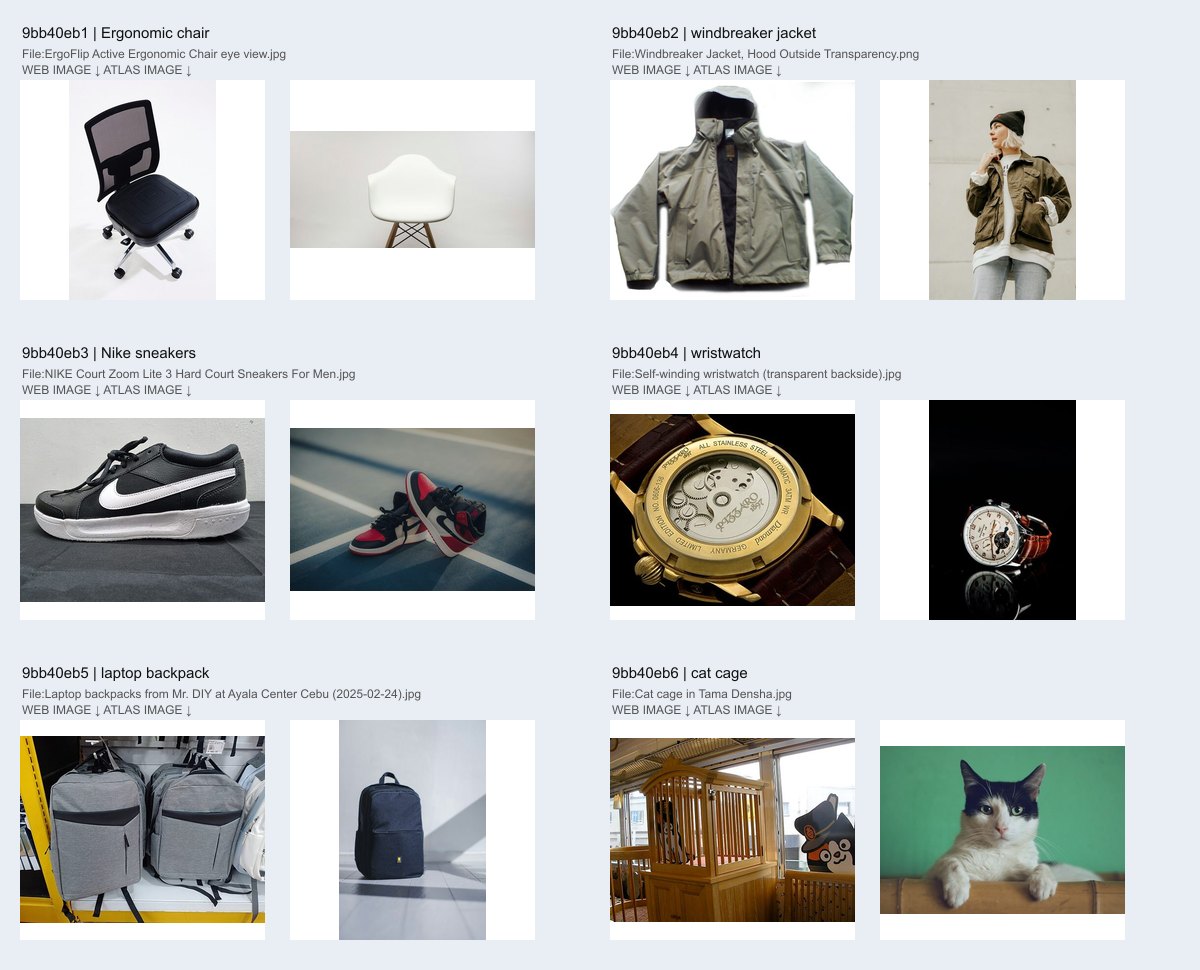 9bb40eb1 | Ergonomic chair
File:ErgoFlip Active Ergonomic Chair eye view.jpg
WEB IMAGE ↓ ATLAS IMAGE ↓
9bb40eb2 | windbreaker jacket
File:Windbreaker Jacket, Hood Outside Transparency.png
WEB IMAGE ↓ ATLAS IMAGE ↓
9bb40eb3 | Nike sneakers
File:NIKE Court Zoom Lite 3 Hard Court Sneakers For Men.jpg
WEB IMAGE ↓ ATLAS IMAGE ↓
9bb40eb4 | wristwatch
File:Self-winding wristwatch (transparent backside).jpg
WEB IMAGE ↓ ATLAS IMAGE ↓
ALL STAINLESS STEEL AUTOMATIC 3ATM WR Diamond GERMANY LIMITED EDITION
9bb40eb5 | laptop backpack
File:Laptop backpacks from Mr. DIY at Ayala Center Cebu (2025-02-24).jpg
WEB IMAGE ↓ ATLAS IMAGE ↓
9bb40eb6 | cat cage
File:Cat cage in Tama Densha.jpg
WEB IMAGE ↓ ATLAS IMAGE ↓